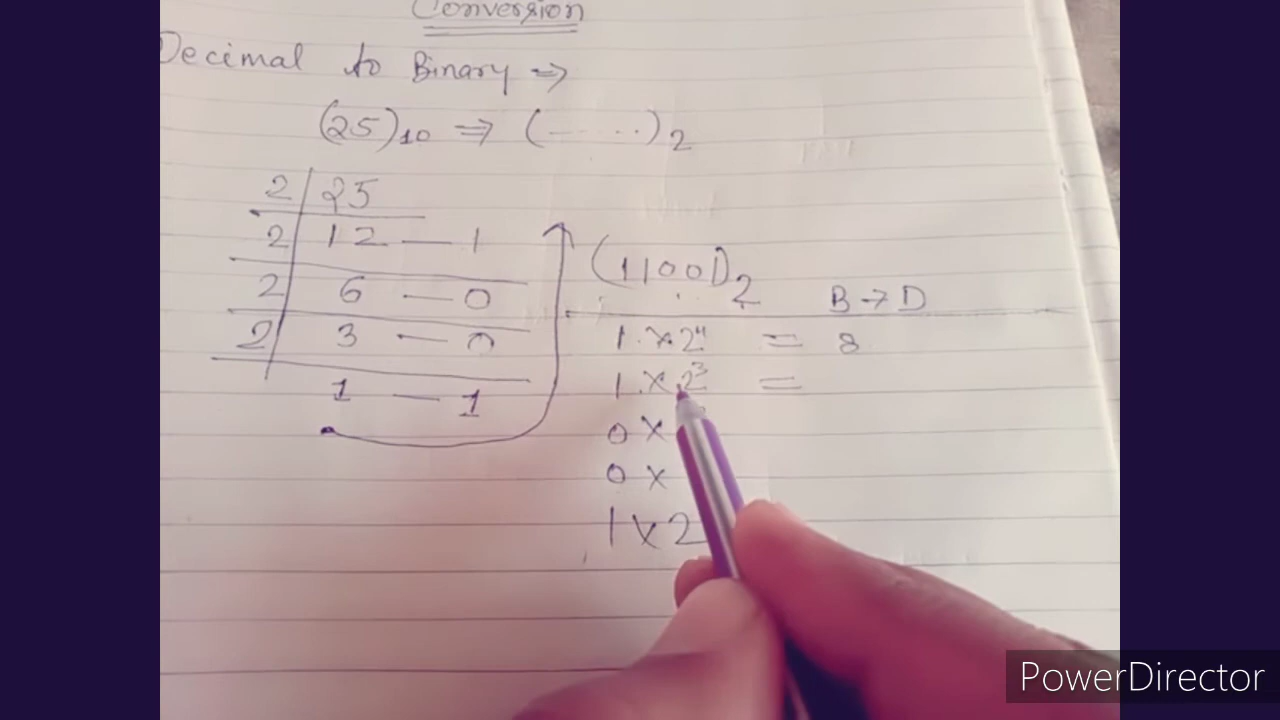 Conversion
Decimal to Binary ⇒
(25)₁₀ ⇒ (.....)₂
2 | 25
2 | 12 — 1
2 | 6 — 0
2 | 3 — 0
1 — 1
(11001)₂
B → D
1 × 2⁴ = 8
1 × 2³ =
0 ×
0 ×
1 × 2
PowerDirector